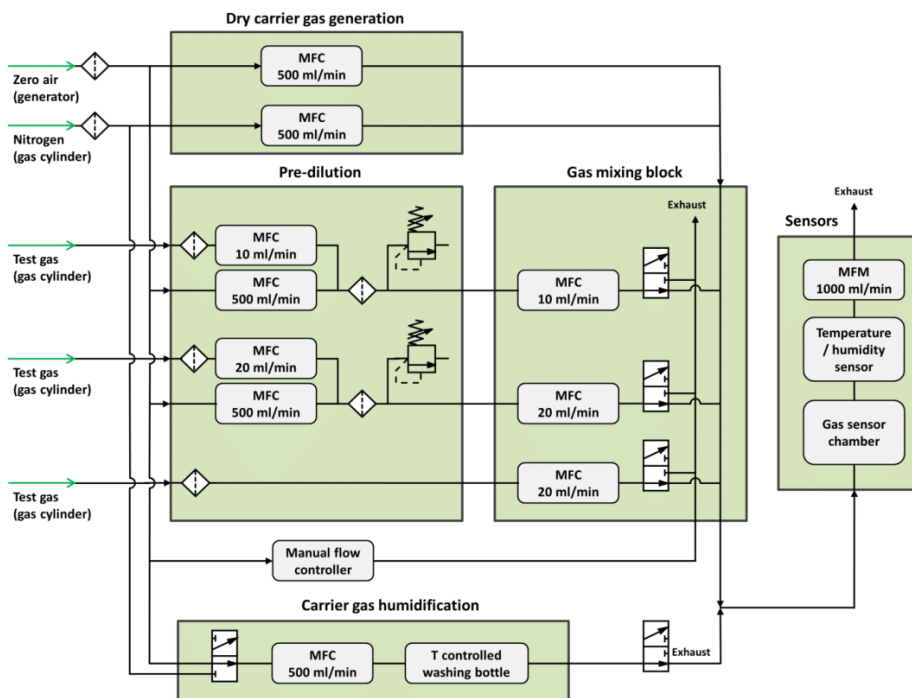 Dry carrier gas generation
MFC
500 ml/min
Zero air
(generator)
MFC
500 ml/min
Nitrogen
(gas cylinder)
Pre-dilution
Gas mixing block
Exhaust
Exhaust
Sensors
Test gas
(gas cylinder)
MFC
10 ml/min
MFC
500 ml/min
MFC
10 ml/min
MFM
1000 ml/min
Temperature
/ humidity
sensor
Test gas
(gas cylinder)
MFC
20 ml/min
MFC
500 ml/min
MFC
20 ml/min
Gas sensor
chamber
Test gas
(gas cylinder)
MFC
20 ml/min
Manual flow
controller
Carrier gas humidification
MFC
500 ml/min
T controlled
washing bottle
Exhaust